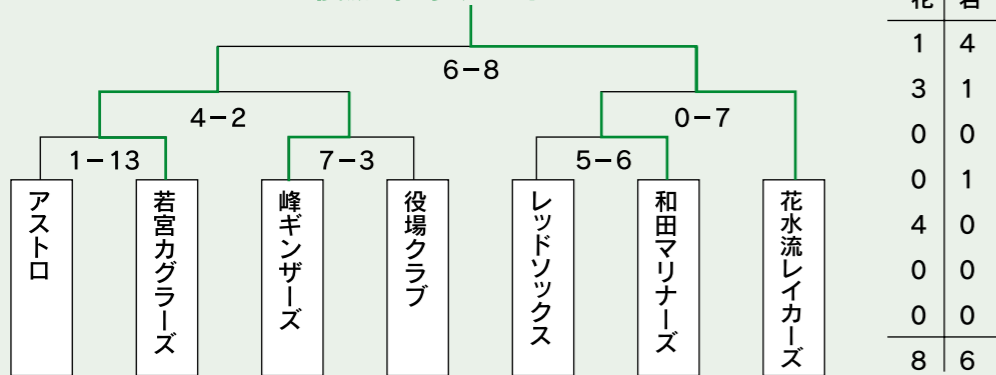 6－8
4－2
0－7
1－13
7－3
5－6
アストロ
若宮カグラーズ
峰ギンザーズ
役場クラブ
レッドソックス
和田マリナーズ
花水流レイカーズ
花 若
1 4
3 1
0 0
0 1
4 0
0 0
0 0
8 6